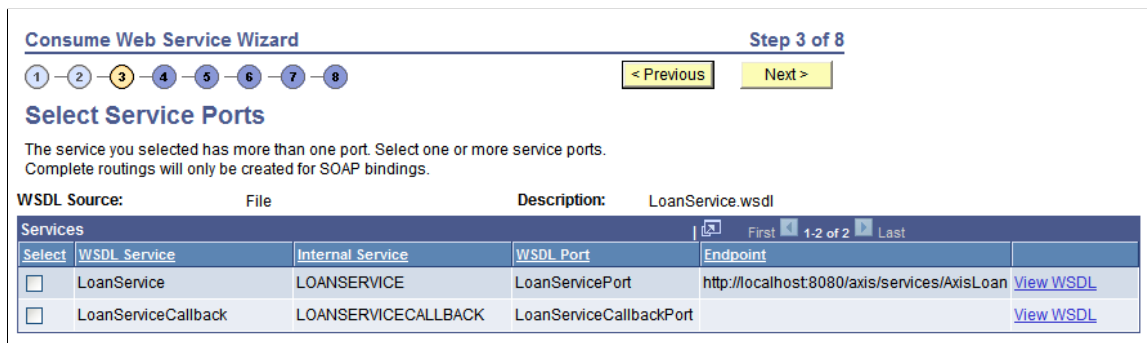 Consume Web Service Wizard Step 3 of 8
1 2 3 4 5 6 7 8 < Previous Next >
Select Service Ports
The service you selected has more than one port. Select one or more service ports.
Complete routings will only be created for SOAP bindings.
WSDL Source: File Description: LoanService.wsdl
Services | First 1-2 of 2 Last
Select WSDL Service Internal Service WSDL Port Endpoint
LoanService LOANSERVICE LoanServicePort http://localhost:8080/axis/services/AxisLoan View WSDL
LoanServiceCallback LOANSERVICECALLBACK LoanServiceCallbackPort View WSDL